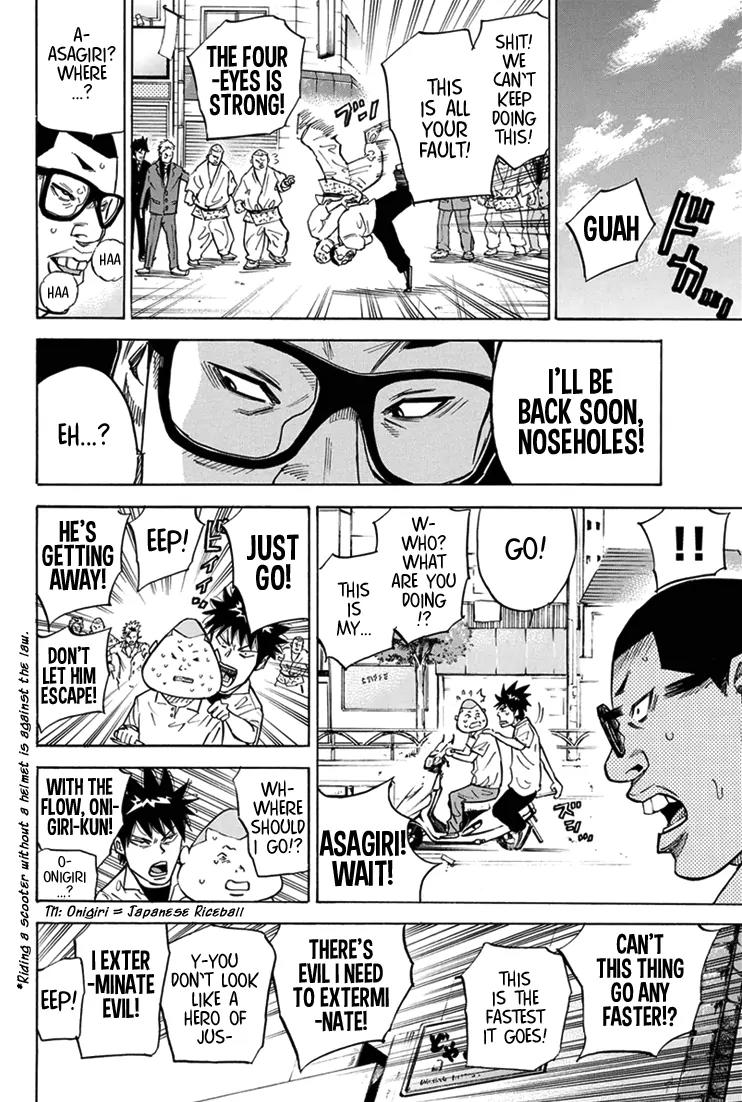 GUAH
ドカ
SHIT!
WE
CAN'T
KEEP
DOING
THIS!
THIS
IS ALL
YOUR
FAULT!
THE FOUR
-EYES IS
STRONG!
A-
ASAGIRI?
WHERE
...?
HAA
HAA
I'LL BE
BACK SOON,
NOSEHOLES!
EH...?
!!
GO!
W-
WHO?
WHAT
ARE YOU
DOING
!?
THIS
IS
MY...
ASAGIRI!
WAIT!
JUST
GO!
EEP!
HE'S
GETTING
AWAY!
DON'T
LET HIM
ESCAPE!
WH-
WHERE
SHOULD
I GO!?
WITH THE
FLOW, ONI-
GIRI-KUN!
O-
ONIGIRI
...?
TN: Onigiri = Japanese Riceball
*Riding a scooter without a helmet is against the law.
CAN'T
THIS THING
GO ANY
FASTER!?
THIS
IS THE
FASTEST
IT GOES!
THERE'S
EVIL I NEED
TO EXTERMI
-NATE!
Y-YOU
DON'T LOOK
LIKE A
HERO OF
JUS-
I EXTER
-MINATE
EVIL!
EEP!